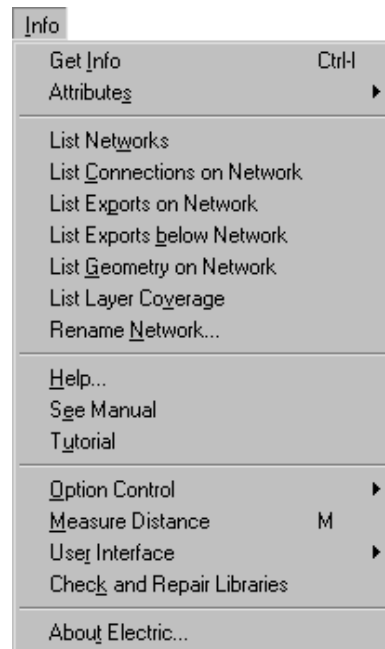 Info
Get Info Ctrl-I
Attributes
List Networks
List Connections on Network
List Exports on Network
List Exports below Network
List Geometry on Network
List Layer Coverage
Rename Network...
Help...
See Manual
Tutorial
Option Control
Measure Distance M
User Interface
Check and Repair Libraries
About Electric...